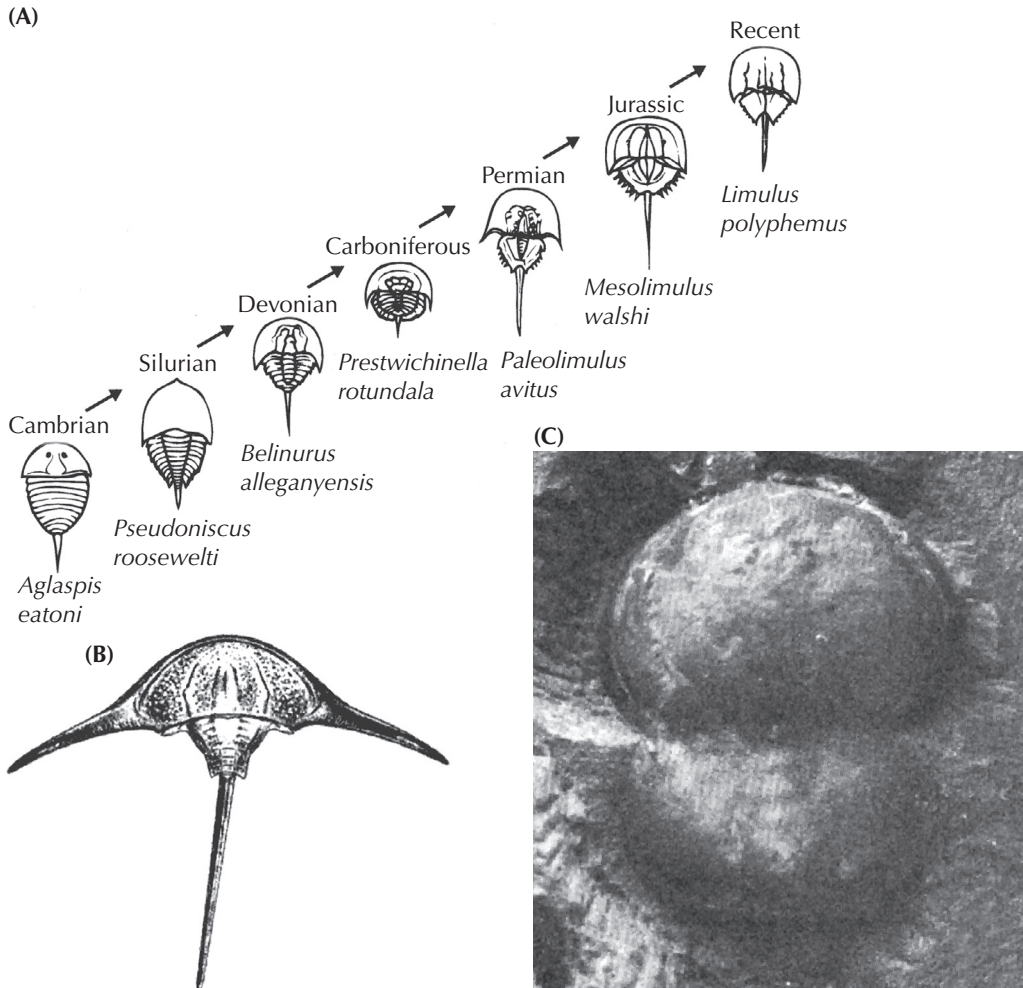 (A)
Recent
Limulus
polyphemus
Jurassic
Mesolimulus
walshi
Permian
Paleolimulus
avitus
Carboniferous
Prestwichinella
rotundala
Devonian
Belinurus
alleganyensis
Silurian
Pseudoniscus
roosewelti
Cambrian
Aglaspis
eatoni
(B)
(C)